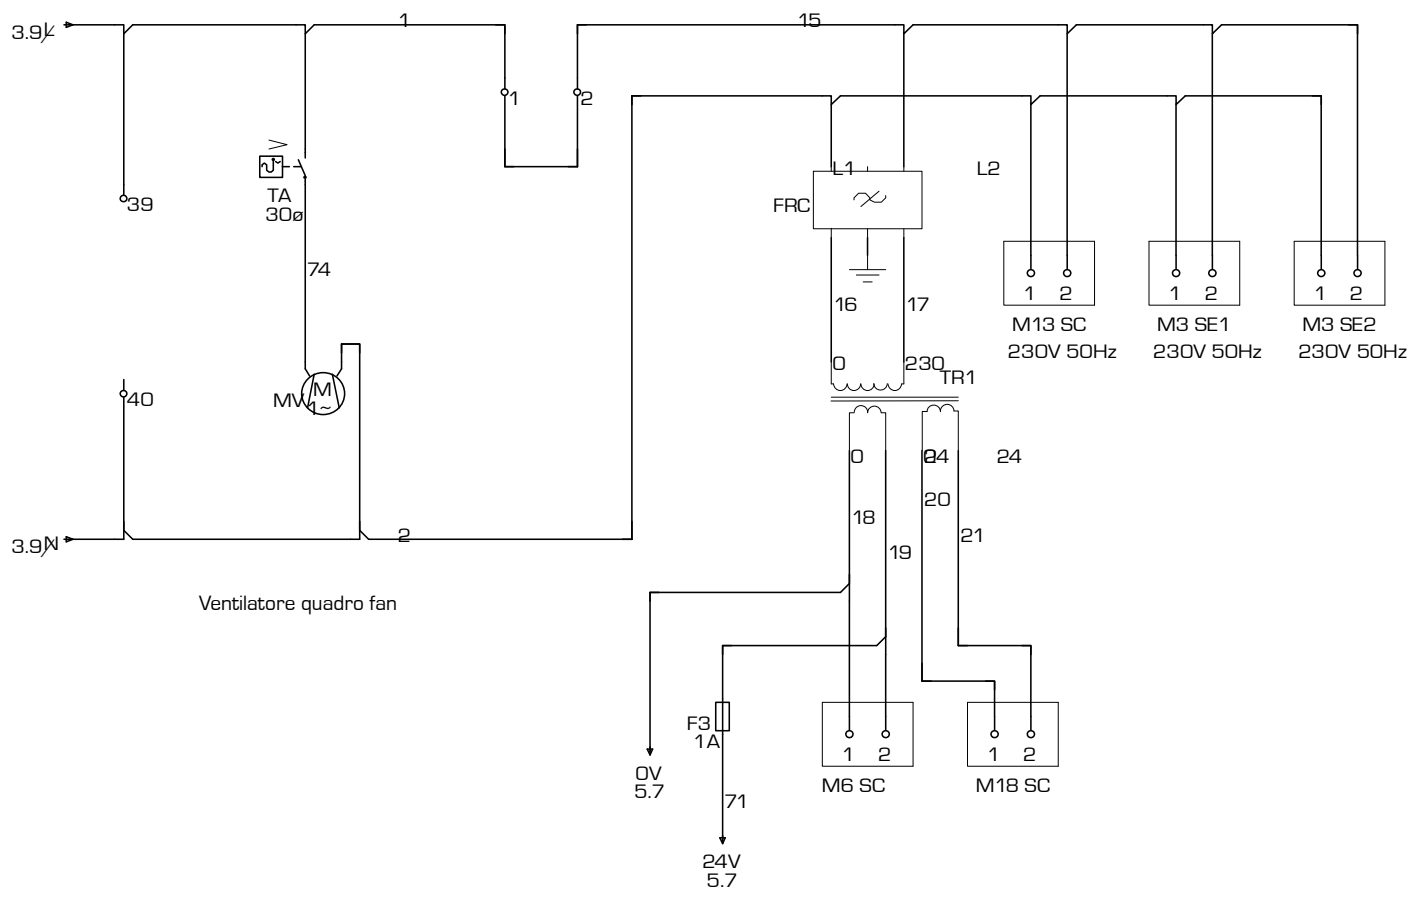 3.9/L
1
15
1
2
L1
L2
39
TA
30ø
FRC
74
16
17
1 2
1 2
1 2
M13 SC
M3 SE1
M3 SE2
230V 50Hz
230V 50Hz
230V 50Hz
0
230
TR1
M
1~
MV
40
0
0
24
24
20
18
21
19
3.9/N
2
Ventilatore quadro fan
F3
1A
1 2
1 2
M6 SC
M18 SC
0V
5.7
71
24V
5.7